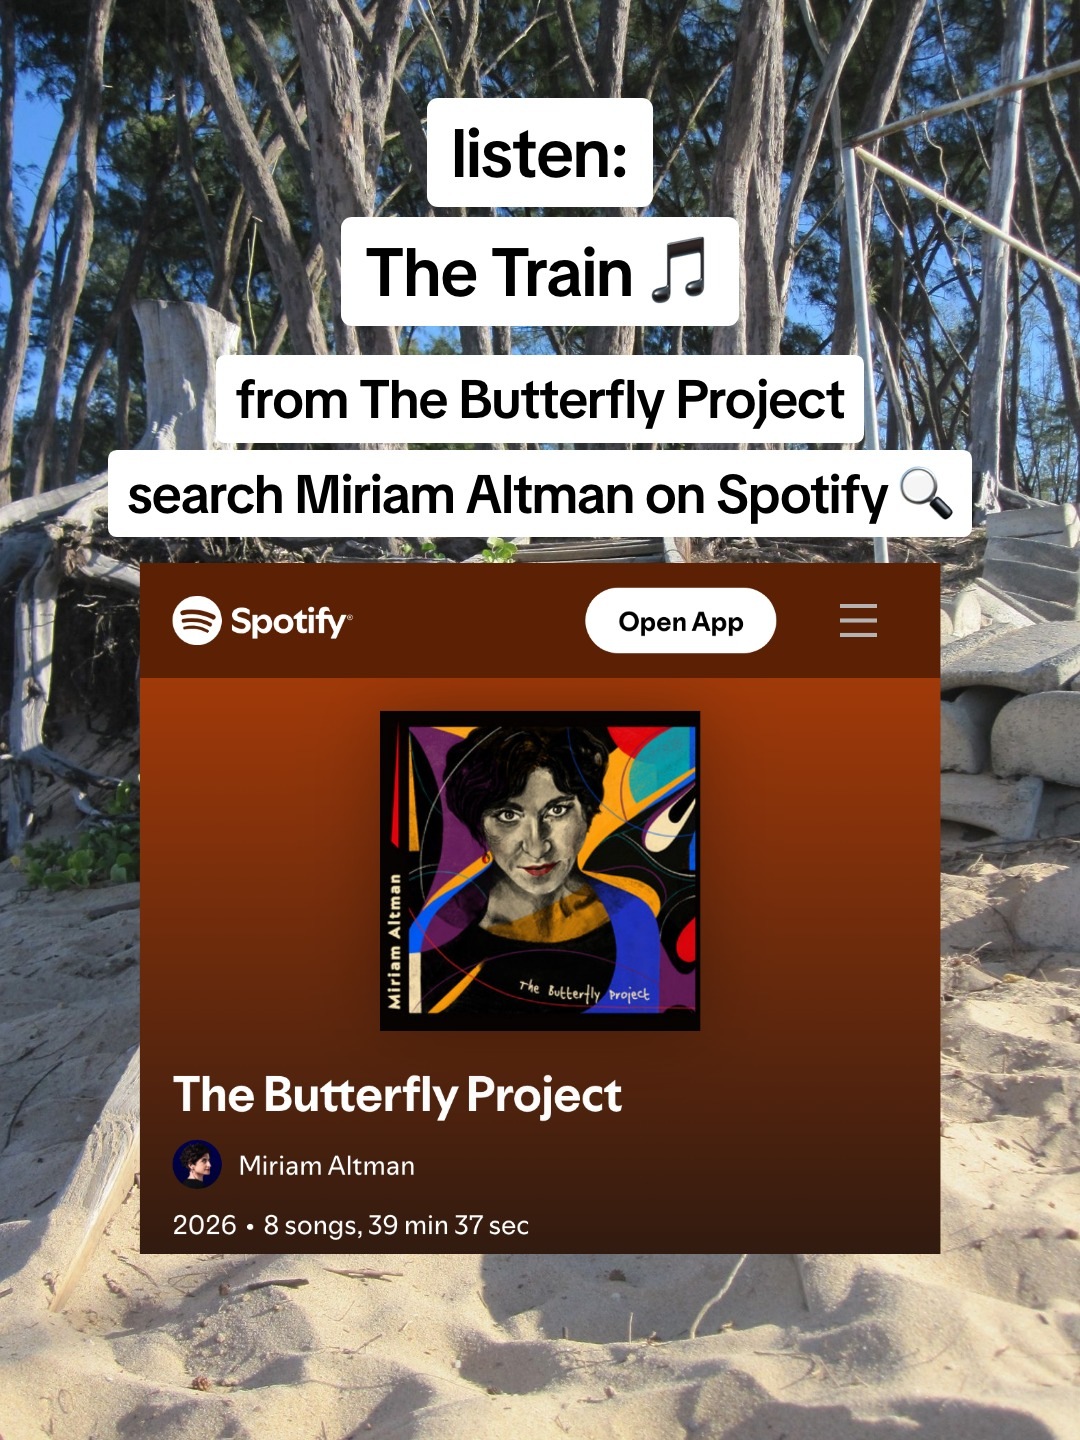 listen:
The Train 🎵
from The Butterfly Project
search Miriam Altman on Spotify 🔍
Spotify®
Open App
Miriam Altman
The Butterfly Project
The Butterfly Project
Miriam Altman
2026 • 8 songs, 39 min 37 sec